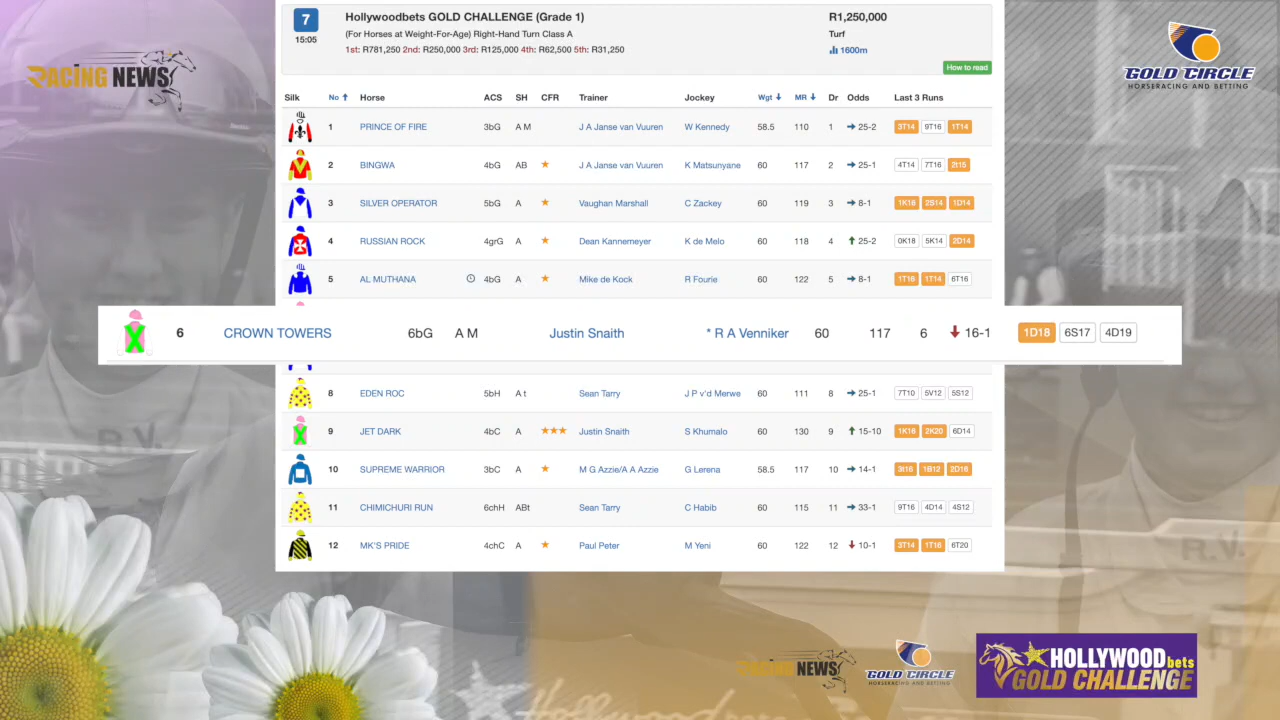 7
15:05
Hollywoodbets GOLD CHALLENGE (Grade 1)
(For Horses at Weight-For-Age) Right-Hand Turn Class A
1st: R781,250 2nd: R250,000 3rd: R125,000 4th: R62,500 5th: R31,250
R1,250,000
Turf
1600m
How to read
RACING NEWS
GOLD CIRCLE
HORSERACING AND BETTING
Silk No Horse ACS SH CFR Trainer Jockey Wgt MR Dr Odds Last 3 Runs
1 PRINCE OF FIRE 3bG A M J A Janse van Vuuren W Kennedy 58.5 110 1 25-2 3T14 9T16 1T14
2 BINGWA 4bG AB J A Janse van Vuuren K Matsunyane 60 117 2 25-1 4T14 7T16 2t15
3 SILVER OPERATOR 5bG A Vaughan Marshall C Zackey 60 119 3 8-1 1K16 2S14 1D14
4 RUSSIAN ROCK 4grG A Dean Kannemeyer K de Melo 60 118 4 25-2 0K18 5K14 2D14
5 AL MUTHANA 4bG A Mike de Kock R Fourie 60 122 5 8-1 1T16 1T14 6T16
6 CROWN TOWERS 6bG A M Justin Snaith * R A Venniker 60 117 6 16-1 1D18 6S17 4D19
8 EDEN ROC 5bH A t Sean Tarry J P v'd Merwe 60 111 8 25-1 7T10 5V12 5S12
9 JET DARK 4bC A Justin Snaith S Khumalo 60 130 9 15-10 1K16 2K20 6D14
10 SUPREME WARRIOR 3bC A M G Azzie/A A Azzie G Lerena 58.5 117 10 14-1 3t16 1B12 2D16
11 CHIMICHURI RUN 6chH ABt Sean Tarry C Habib 60 115 11 33-1 9T16 4D14 4S12
12 MK'S PRIDE 4chC A Paul Peter M Yeni 60 122 12 10-1 3T14 1T16 6T20
R.V.
R.V.
RACING NEWS
GOLD CIRCLE
HORSERACING AND BETTING
HOLLYWOODbets
GOLD CHALLENGE